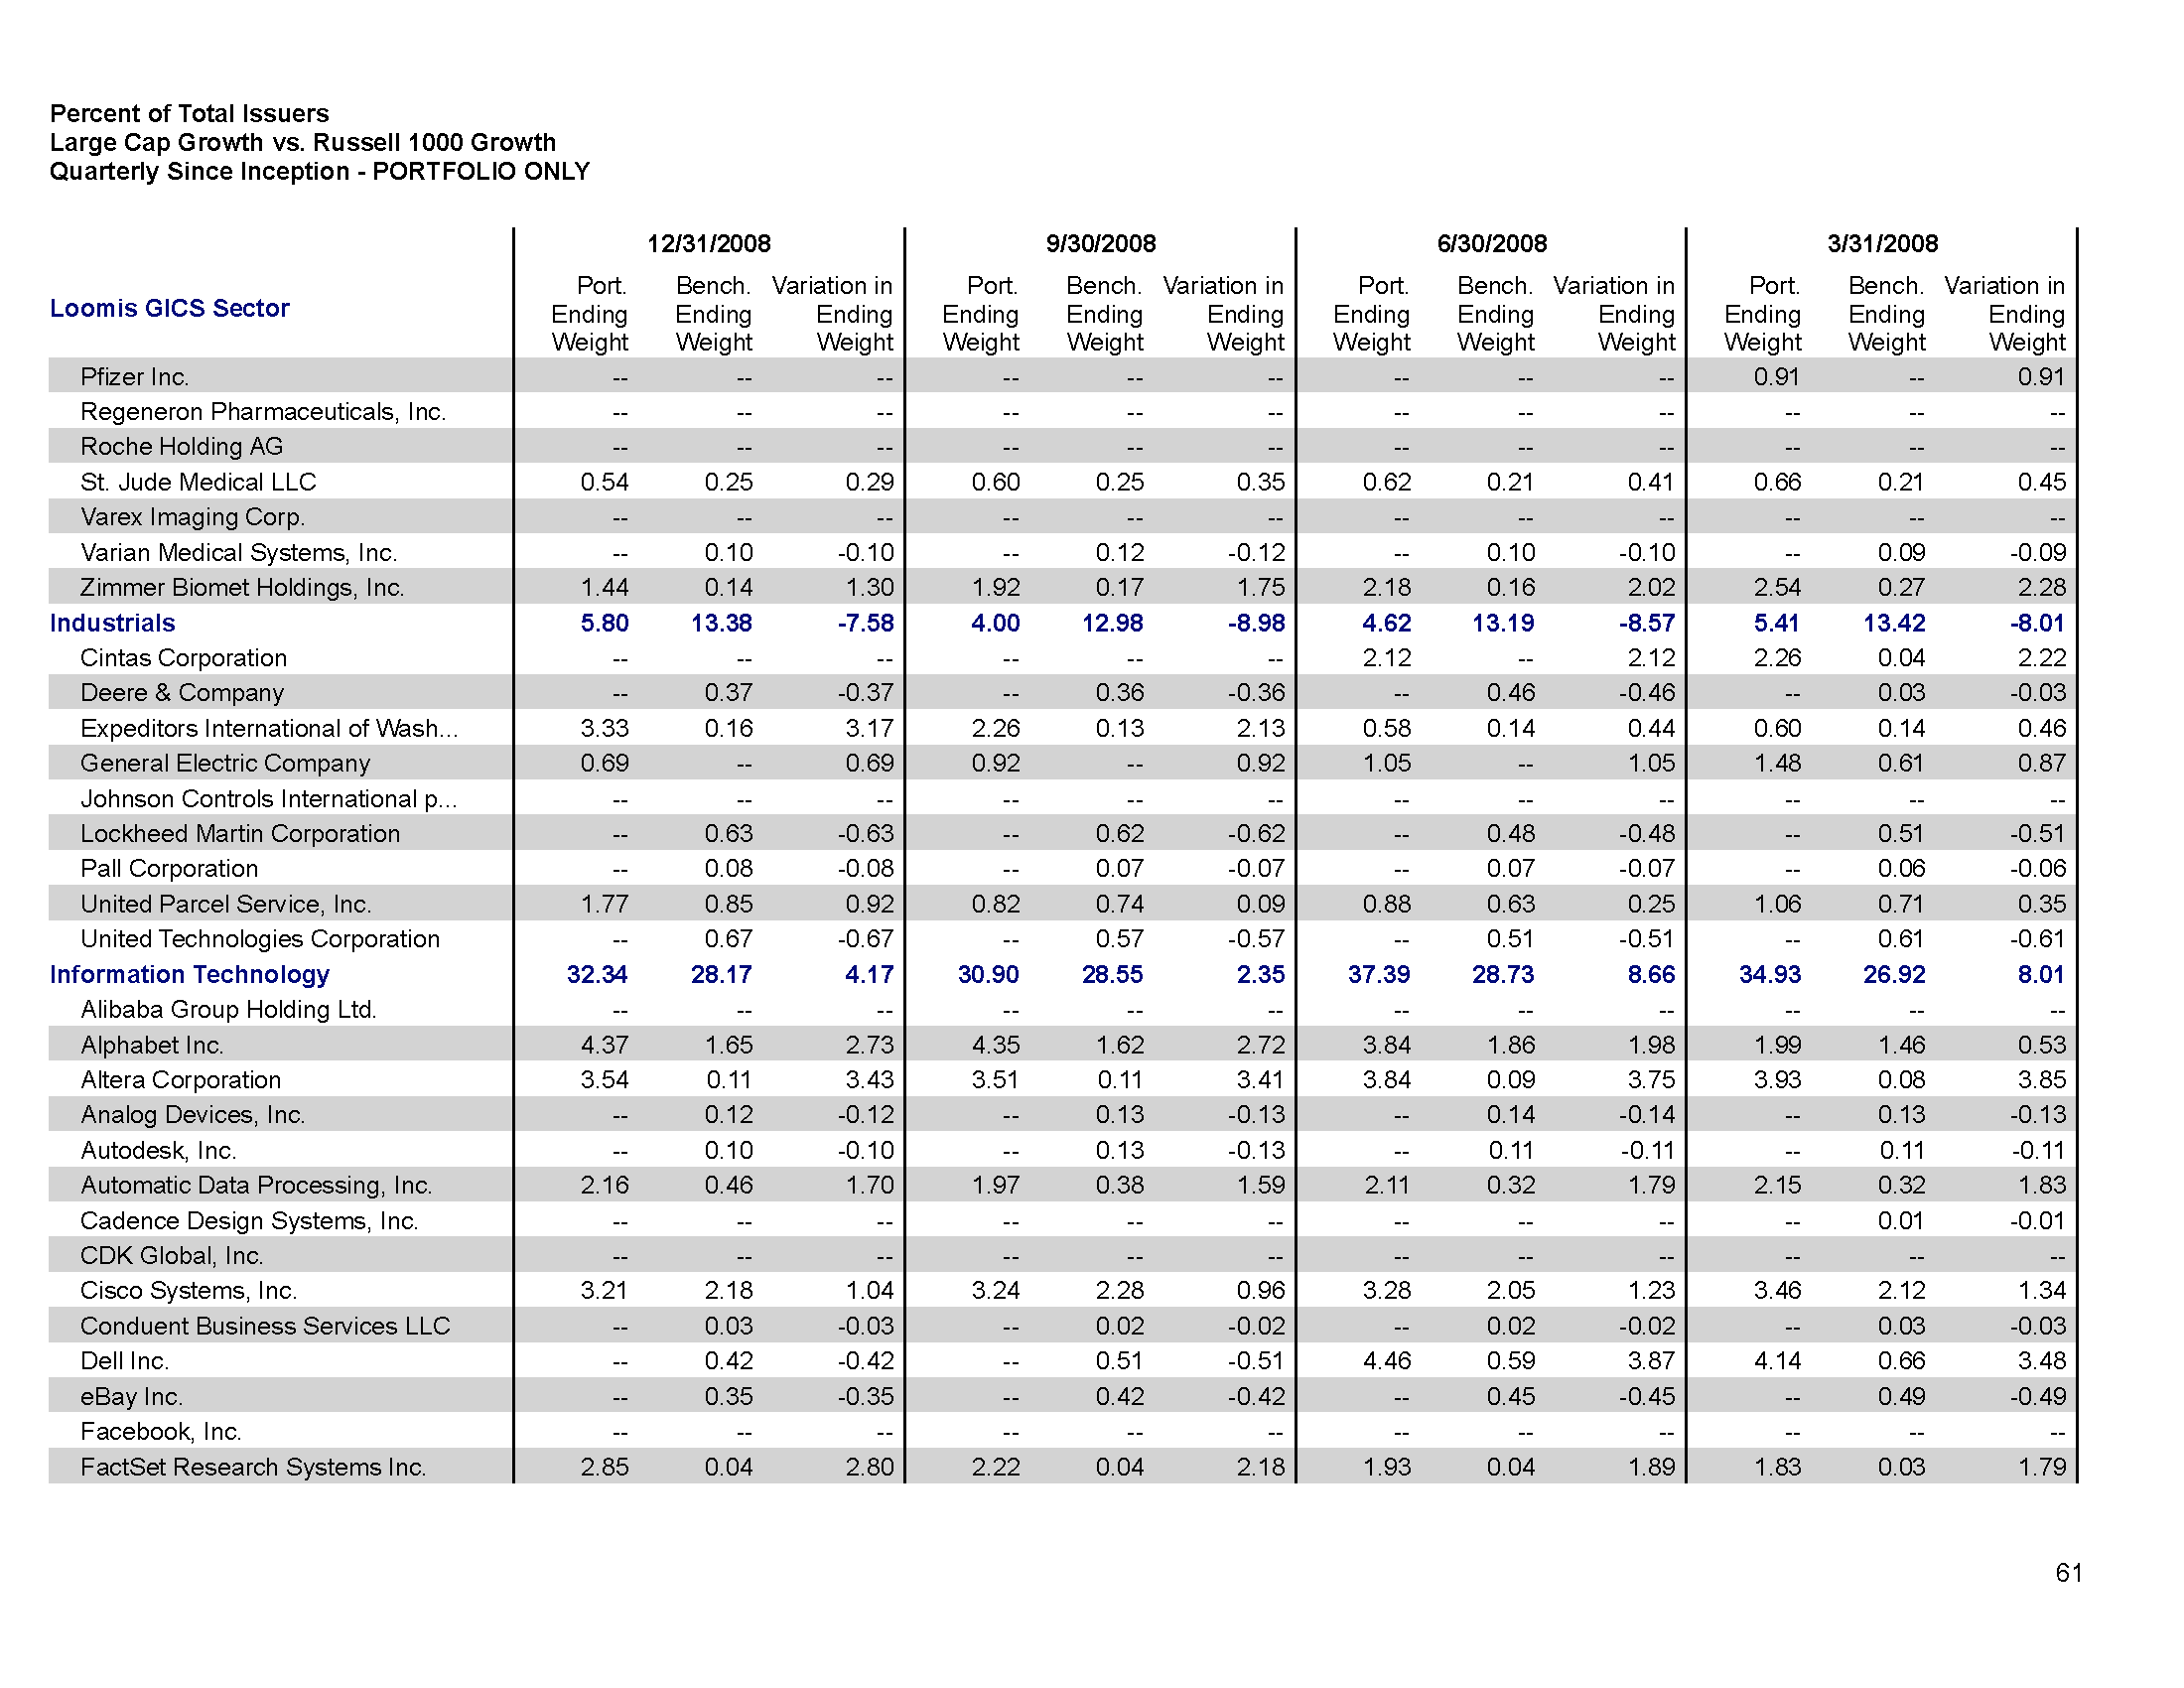 Percent of Total Issuers
Large Cap Growth vs. Russell 1000 Growth
Quarterly Since Inception - PORTFOLIO ONLY
12/31/2008 9/30/2008 6/30/2008 3/31/2008
Loomis GICS Sector
Port. Bench. Variation in Port. Bench. Variation in Port. Bench. Variation in Port. Bench. Variation in
Ending Ending Ending Ending Ending Ending Ending Ending Ending Ending Ending Ending
Weight Weight Weight Weight Weight Weight Weight Weight Weight Weight Weight Weight
Pfizer Inc. -- -- -- -- -- -- -- -- -- 0.91 -- 0.91
Regeneron Pharmaceuticals, Inc. -- -- -- -- -- -- -- -- -- -- -- --
Roche Holding AG -- -- -- -- -- -- -- -- -- -- -- --
St. Jude Medical LLC 0.54 0.25 0.29 0.60 0.25 0.35 0.62 0.21 0.41 0.66 0.21 0.45
Varex Imaging Corp. -- -- -- -- -- -- -- -- -- -- -- --
Varian Medical Systems, Inc. -- 0.10 -0.10 -- 0.12 -0.12 -- 0.10 -0.10 -- 0.09 -0.09
Zimmer Biomet Holdings, Inc. 1.44 0.14 1.30 1.92 0.17 1.75 2.18 0.16 2.02 2.54 0.27 2.28
Industrials 5.80 13.38 -7.58 4.00 12.98 -8.98 4.62 13.19 -8.57 5.41 13.42 -8.01
Cintas Corporation -- -- -- -- -- -- 2.12 -- 2.12 2.26 0.04 2.22
Deere & Company -- 0.37 -0.37 -- 0.36 -0.36 -- 0.46 -0.46 -- 0.03 -0.03
Expeditors International of Wash... 3.33 0.16 3.17 2.26 0.13 2.13 0.58 0.14 0.44 0.60 0.14 0.46
General Electric Company 0.69 -- 0.69 0.92 -- 0.92 1.05 -- 1.05 1.48 0.61 0.87
Johnson Controls International p... -- -- -- -- -- -- -- -- -- -- -- --
Lockheed Martin Corporation -- 0.63 -0.63 -- 0.62 -0.62 -- 0.48 -0.48 -- 0.51 -0.51
Pall Corporation -- 0.08 -0.08 -- 0.07 -0.07 -- 0.07 -0.07 -- 0.06 -0.06
United Parcel Service, Inc. 1.77 0.85 0.92 0.82 0.74 0.09 0.88 0.63 0.25 1.06 0.71 0.35
United Technologies Corporation -- 0.67 -0.67 -- 0.57 -0.57 -- 0.51 -0.51 -- 0.61 -0.61
Information Technology 32.34 28.17 4.17 30.90 28.55 2.35 37.39 28.73 8.66 34.93 26.92 8.01
Alibaba Group Holding Ltd. -- -- -- -- -- -- -- -- -- -- -- --
Alphabet Inc. 4.37 1.65 2.73 4.35 1.62 2.72 3.84 1.86 1.98 1.99 1.46 0.53
Altera Corporation 3.54 0.11 3.43 3.51 0.11 3.41 3.84 0.09 3.75 3.93 0.08 3.85
Analog Devices, Inc. -- 0.12 -0.12 -- 0.13 -0.13 -- 0.14 -0.14 -- 0.13 -0.13
Autodesk, Inc. -- 0.10 -0.10 -- 0.13 -0.13 -- 0.11 -0.11 -- 0.11 -0.11
Automatic Data Processing, Inc. 2.16 0.46 1.70 1.97 0.38 1.59 2.11 0.32 1.79 2.15 0.32 1.83
Cadence Design Systems, Inc. -- -- -- -- -- -- -- -- -- -- 0.01 -0.01
CDK Global, Inc. -- -- -- -- -- -- -- -- -- -- -- --
Cisco Systems, Inc. 3.21 2.18 1.04 3.24 2.28 0.96 3.28 2.05 1.23 3.46 2.12 1.34
Conduent Business Services LLC -- 0.03 -0.03 -- 0.02 -0.02 -- 0.02 -0.02 -- 0.03 -0.03
Dell Inc. -- 0.42 -0.42 -- 0.51 -0.51 4.46 0.59 3.87 4.14 0.66 3.48
eBay Inc. -- 0.35 -0.35 -- 0.42 -0.42 -- 0.45 -0.45 -- 0.49 -0.49
Facebook, Inc. -- -- -- -- -- -- -- -- -- -- -- --
FactSet Research Systems Inc. 2.85 0.04 2.80 2.22 0.04 2.18 1.93 0.04 1.89 1.83 0.03 1.79
61